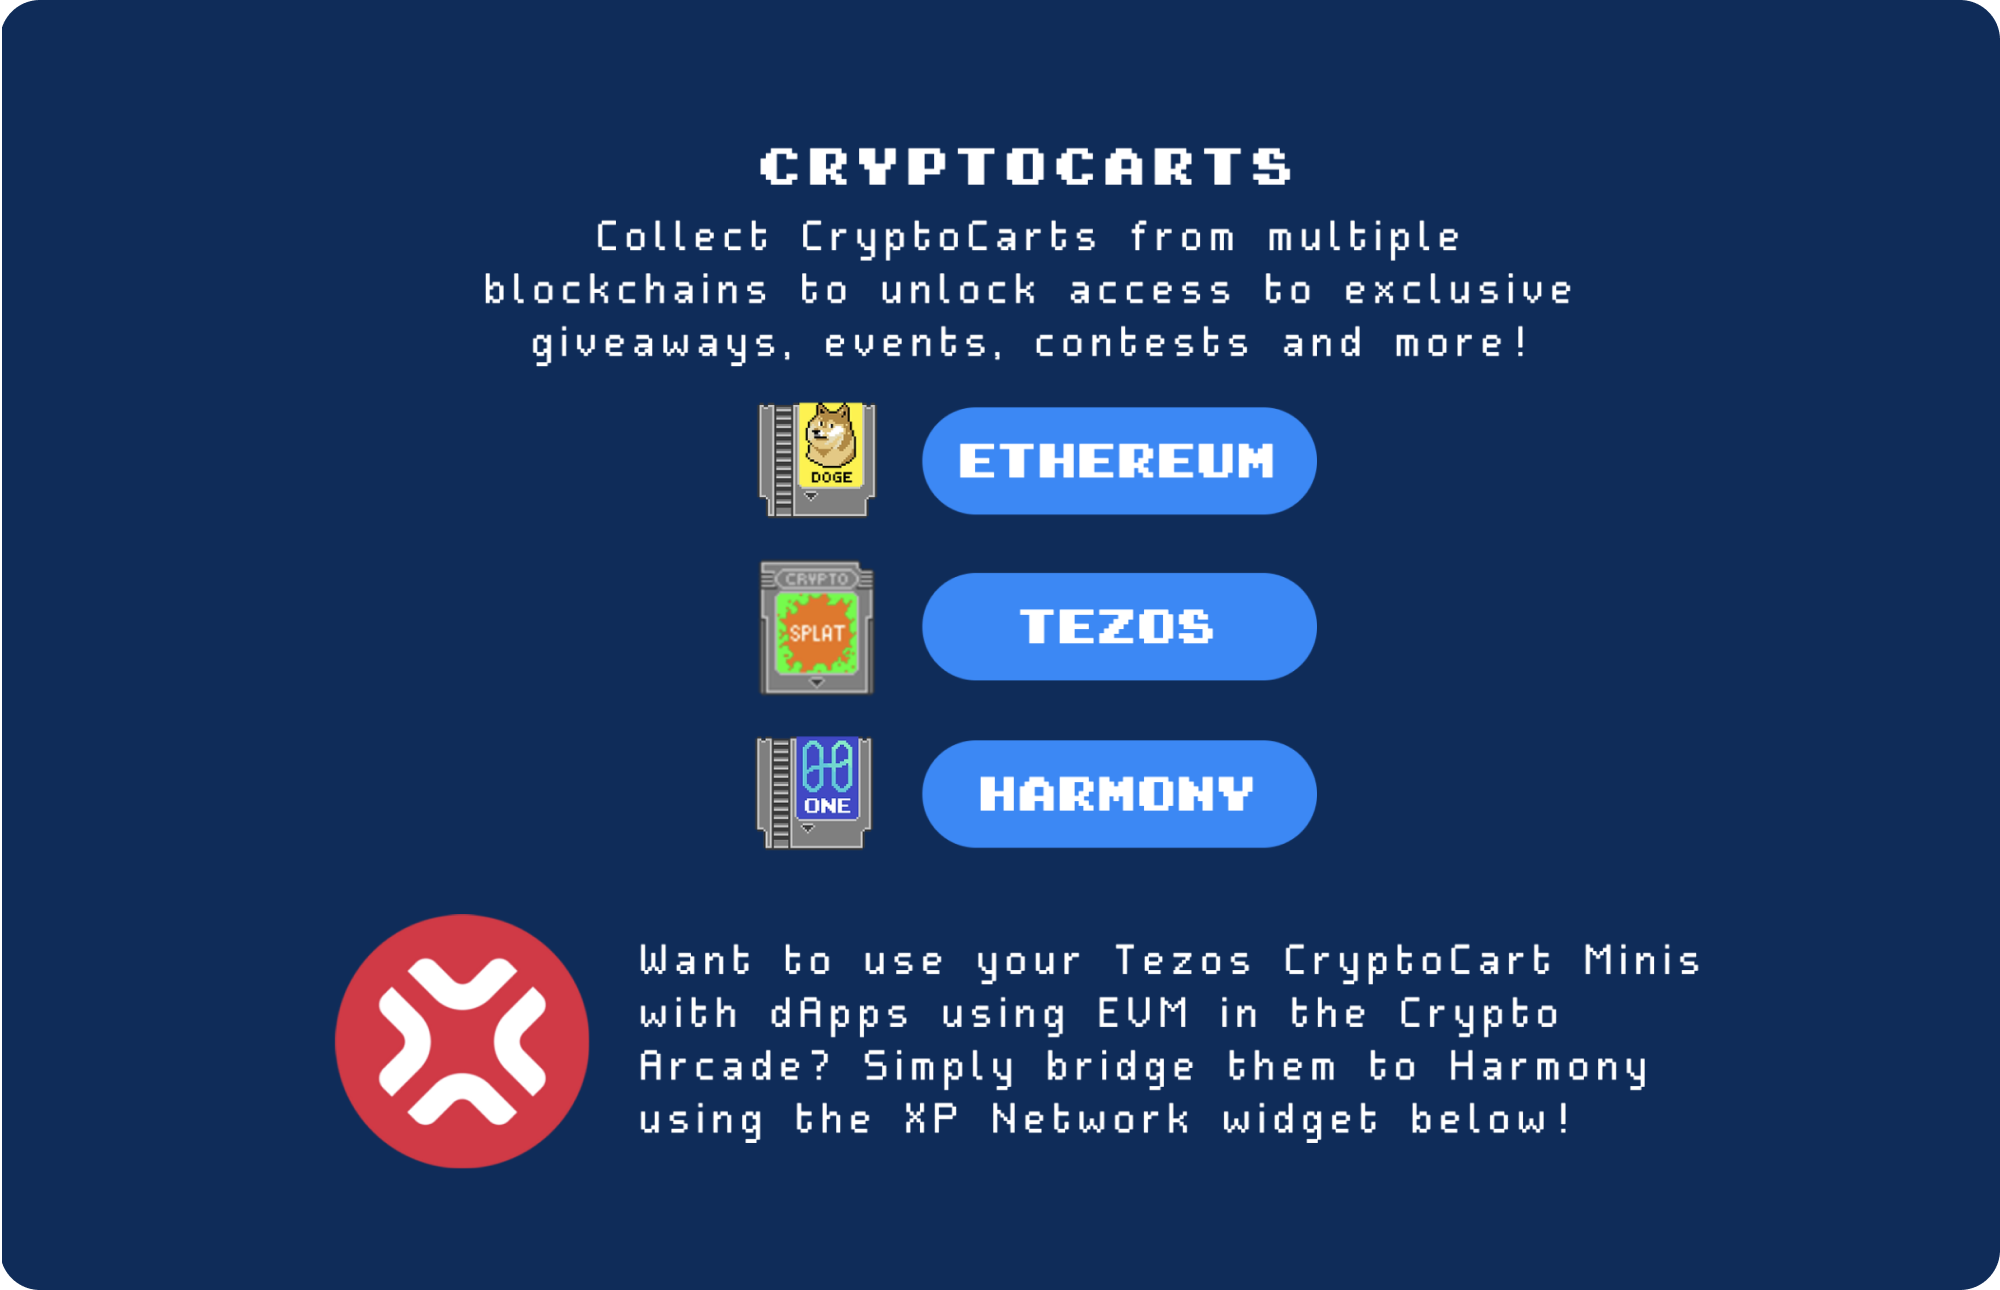 CRYPTOCARTS
Collect CryptoCarts from multiple
blockchains to unlock access to exclusive
giveaways, events, contests and more!
DOGE
ETHEREUM
CRYPTO
SPLAT
TEZOS
ONE
HARMONY
Want to use your Tezos CryptoCart Minis
with dApps using EVM in the Crypto
Arcade? Simply bridge them to Harmony
using the XP Network widget below!